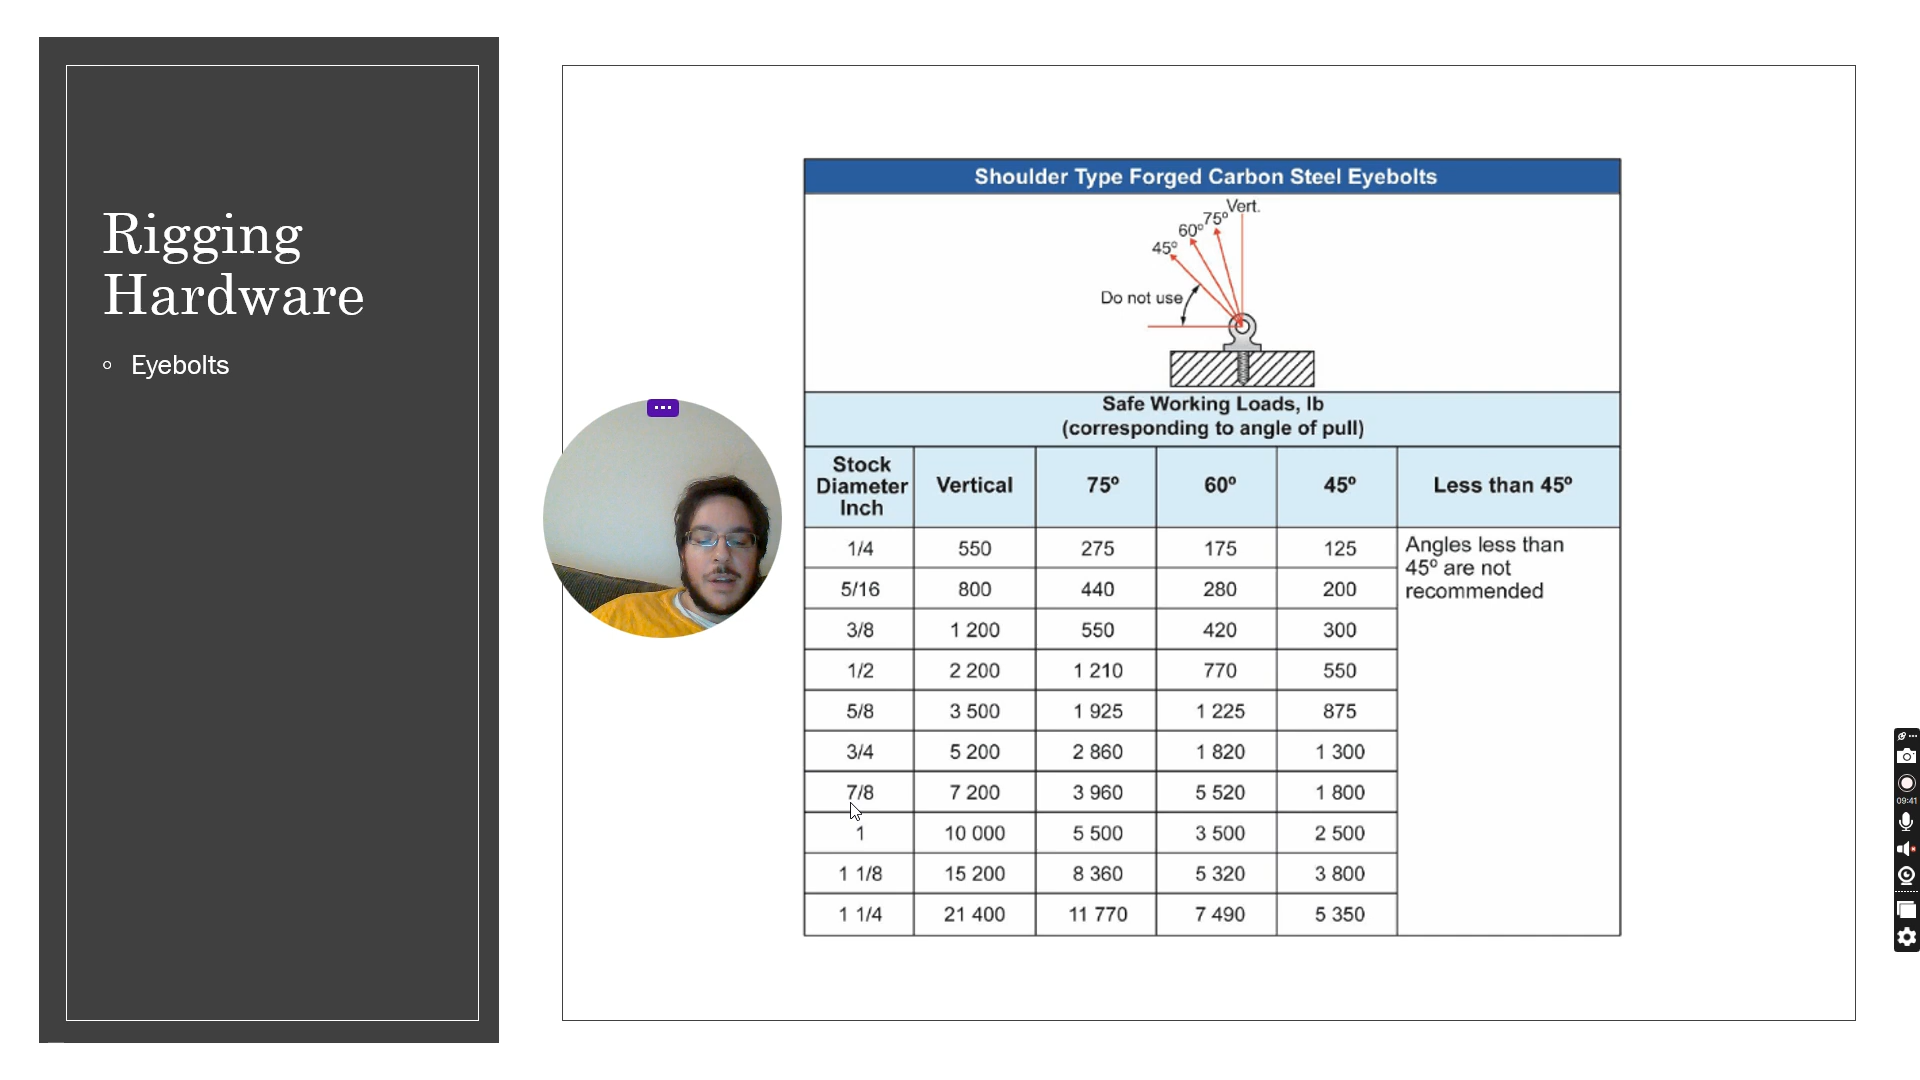 Rigging
Hardware
Eyebolts
Shoulder Type Forged Carbon Steel Eyebolts
Vert.
75º
60º
45º
Do not use
Safe Working Loads, lb
(corresponding to angle of pull)
Stock
Diameter
Inch
Vertical 75º 60º 45º Less than 45º
1/4 550 275 175 125
Angles less than
45º are not
recommended
5/16 800 440 280 200
3/8 1 200 550 420 300
1/2 2 200 1 210 770 550
5/8 3 500 1 925 1 225 875
3/4 5 200 2 860 1 820 1 300
7/8 7 200 3 960 5 520 1 800
1 10 000 5 500 3 500 2 500
1 1/8 15 200 8 360 5 320 3 800
1 1/4 21 400 11 770 7 490 5 350
09:41